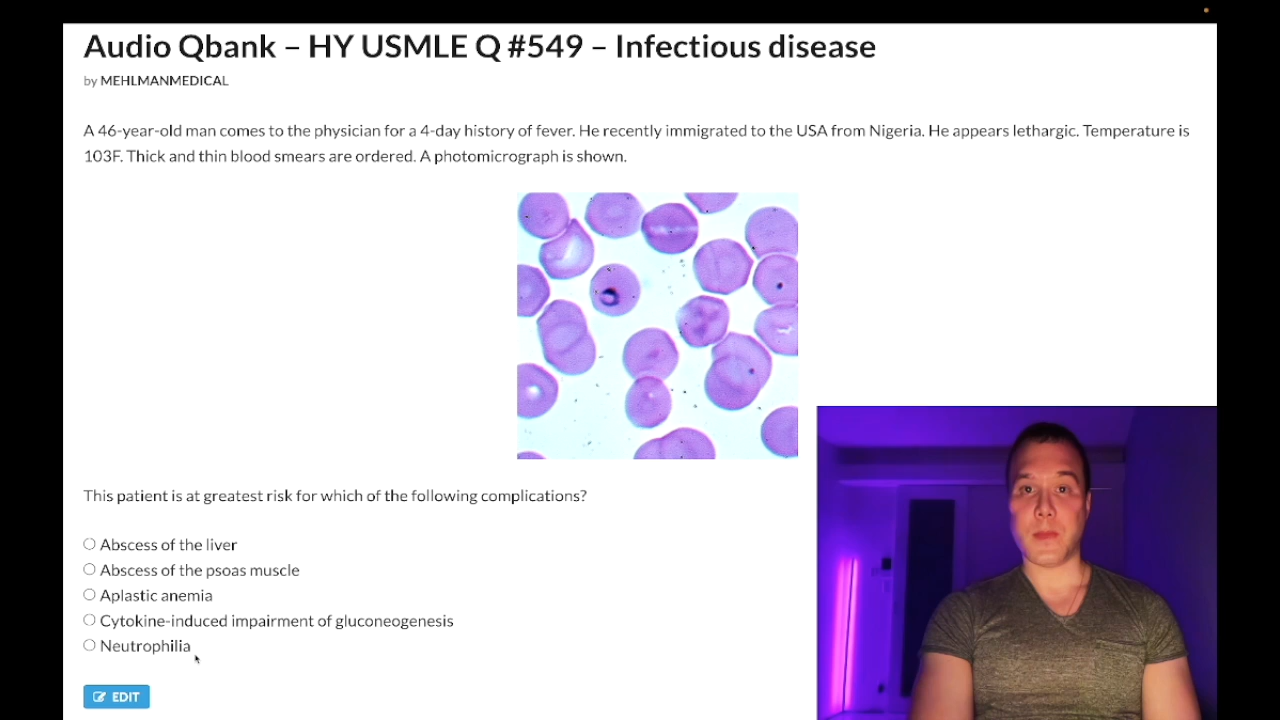 Audio Qbank – HY USMLE Q #549 – Infectious disease
by MEHLMANMEDICAL
A 46-year-old man comes to the physician for a 4-day history of fever. He recently immigrated to the USA from Nigeria. He appears lethargic. Temperature is
103F. Thick and thin blood smears are ordered. A photomicrograph is shown.
This patient is at greatest risk for which of the following complications?
Abscess of the liver
Abscess of the psoas muscle
Aplastic anemia
Cytokine-induced impairment of gluconeogenesis
Neutrophilia
EDIT